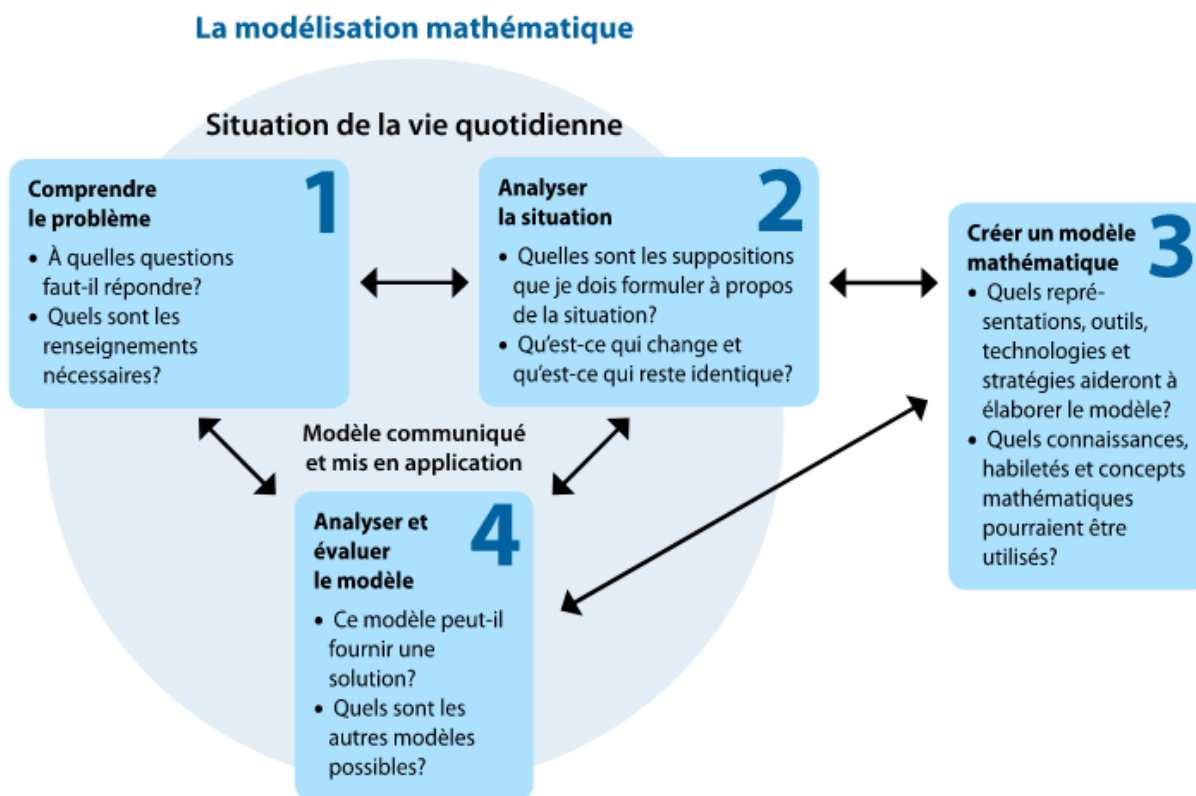 La modélisation mathématique
Situation de la vie quotidienne
1
Comprendre
le problème
• À quelles questions
faut-il répondre?
• Quels sont les
renseignements
nécessaires?
2
Analyser
la situation
• Quelles sont les suppositions
que je dois formuler à propos
de la situation?
• Qu'est-ce qui change et
qu'est-ce qui reste identique?
3
Créer un modèle
mathématique
• Quels repré-
sentations, outils,
technologies et
stratégies aideront à
élaborer le modèle?
• Quels connaissances,
habiletés et concepts
mathématiques
pourraient être
utilisés?
Modèle communiqué
et mis en application
4
Analyser et
évaluer
le modèle
• Ce modèle peut-il
fournir une
solution?
• Quels sont les
autres modèles
possibles?